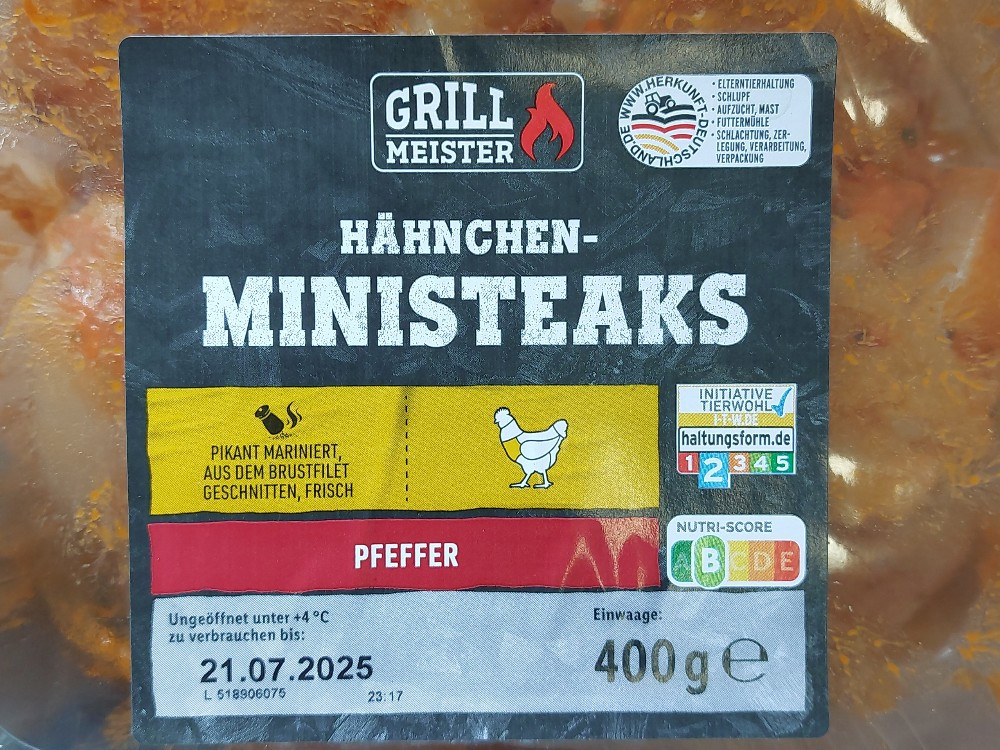 GRILL
MEISTER
WWW.HERKUNFT-DEUTSCHLAND.DE
• ELTERNTIERHALTUNG
• SCHLUPF
• AUFZUCHT, MAST
• FUTTERMÜHLE
• SCHLACHTUNG, ZER-
LEGUNG, VERARBEITUNG,
VERPACKUNG
HÄHNCHEN-
MINISTEAKS
PIKANT MARINIERT,
AUS DEM BRUSTFILET
GESCHNITTEN, FRISCH
INITIATIVE
TIERWOHL
I-T-W.DE
haltungsform.de
1 2 3 4 5
PFEFFER
NUTRI-SCORE
A B C D E
Ungeöffnet unter +4 °C
zu verbrauchen bis:
21.07.2025
L 518906075 23:17
Einwaage:
400 g ℮